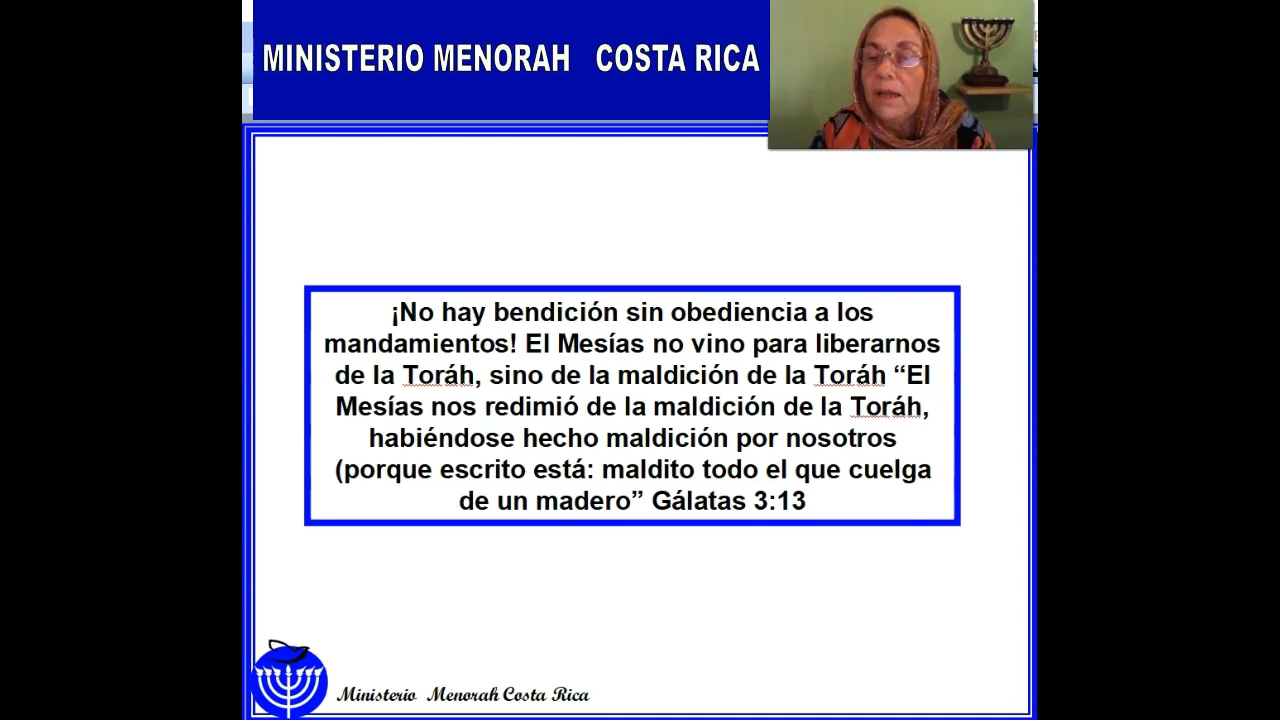 MINISTERIO MENORAH COSTA RICA
¡No hay bendición sin obediencia a los
mandamientos! El Mesías no vino para liberarnos
de la Toráh, sino de la maldición de la Toráh “El
Mesías nos redimió de la maldición de la Toráh,
habiéndose hecho maldición por nosotros
(porque escrito está: maldito todo el que cuelga
de un madero” Gálatas 3:13
Ministerio Menorah Costa Rica